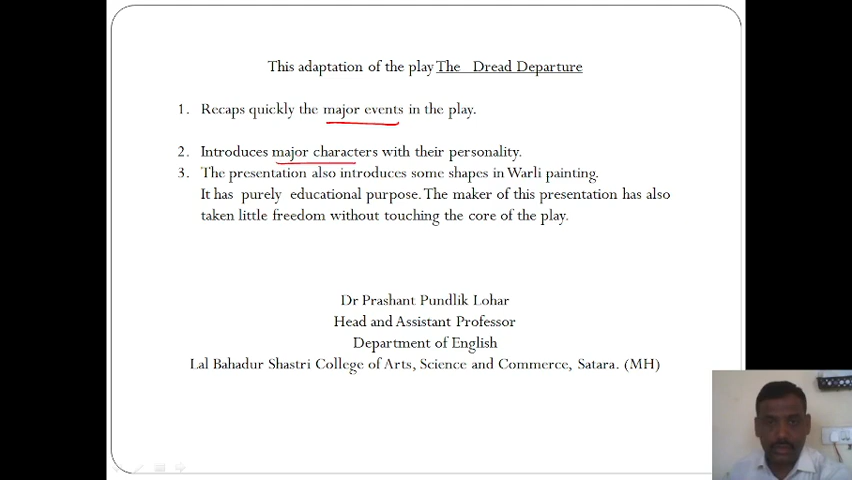 This adaptation of the play The Dread Departure
1. Recaps quickly the major events in the play.
2. Introduces major characters with their personality.
3. The presentation also introduces some shapes in Warli painting.
It has purely educational purpose. The maker of this presentation has also
taken little freedom without touching the core of the play.
Dr Prashant Pundlik Lohar
Head and Assistant Professor
Department of English
Lal Bahadur Shastri College of Arts, Science and Commerce, Satara. (MH)